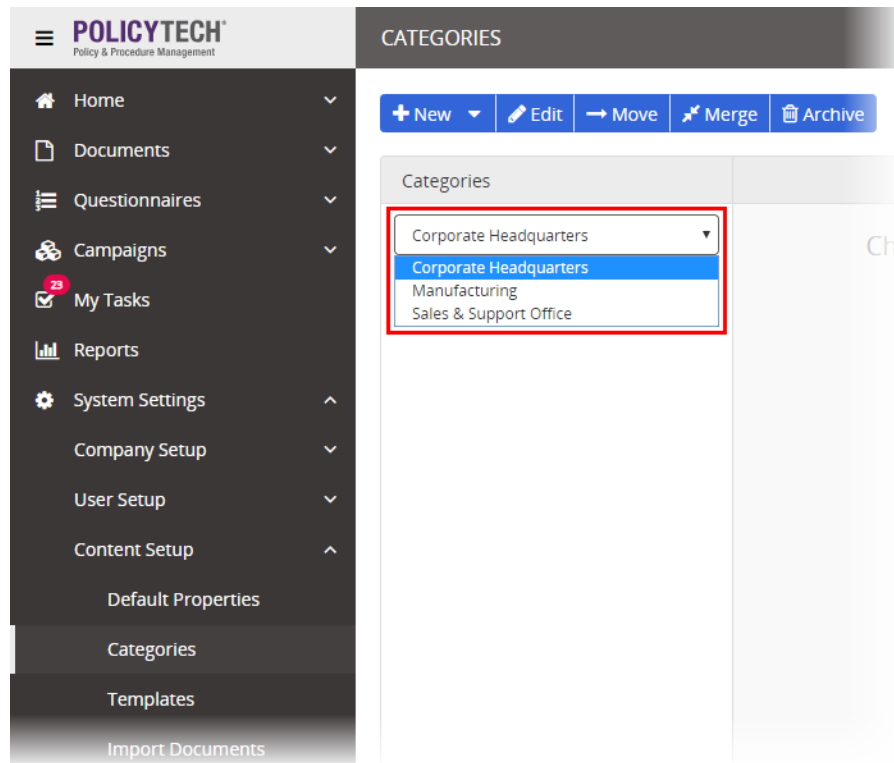 POLICYTECH®
Policy & Procedure Management
Home
Documents
Questionnaires
Campaigns
23
My Tasks
Reports
System Settings
Company Setup
User Setup
Content Setup
Default Properties
Categories
Templates
Import Documents
CATEGORIES
New Edit Move Merge Archive
Categories
Corporate Headquarters
Corporate Headquarters
Manufacturing
Sales & Support Office
Ch